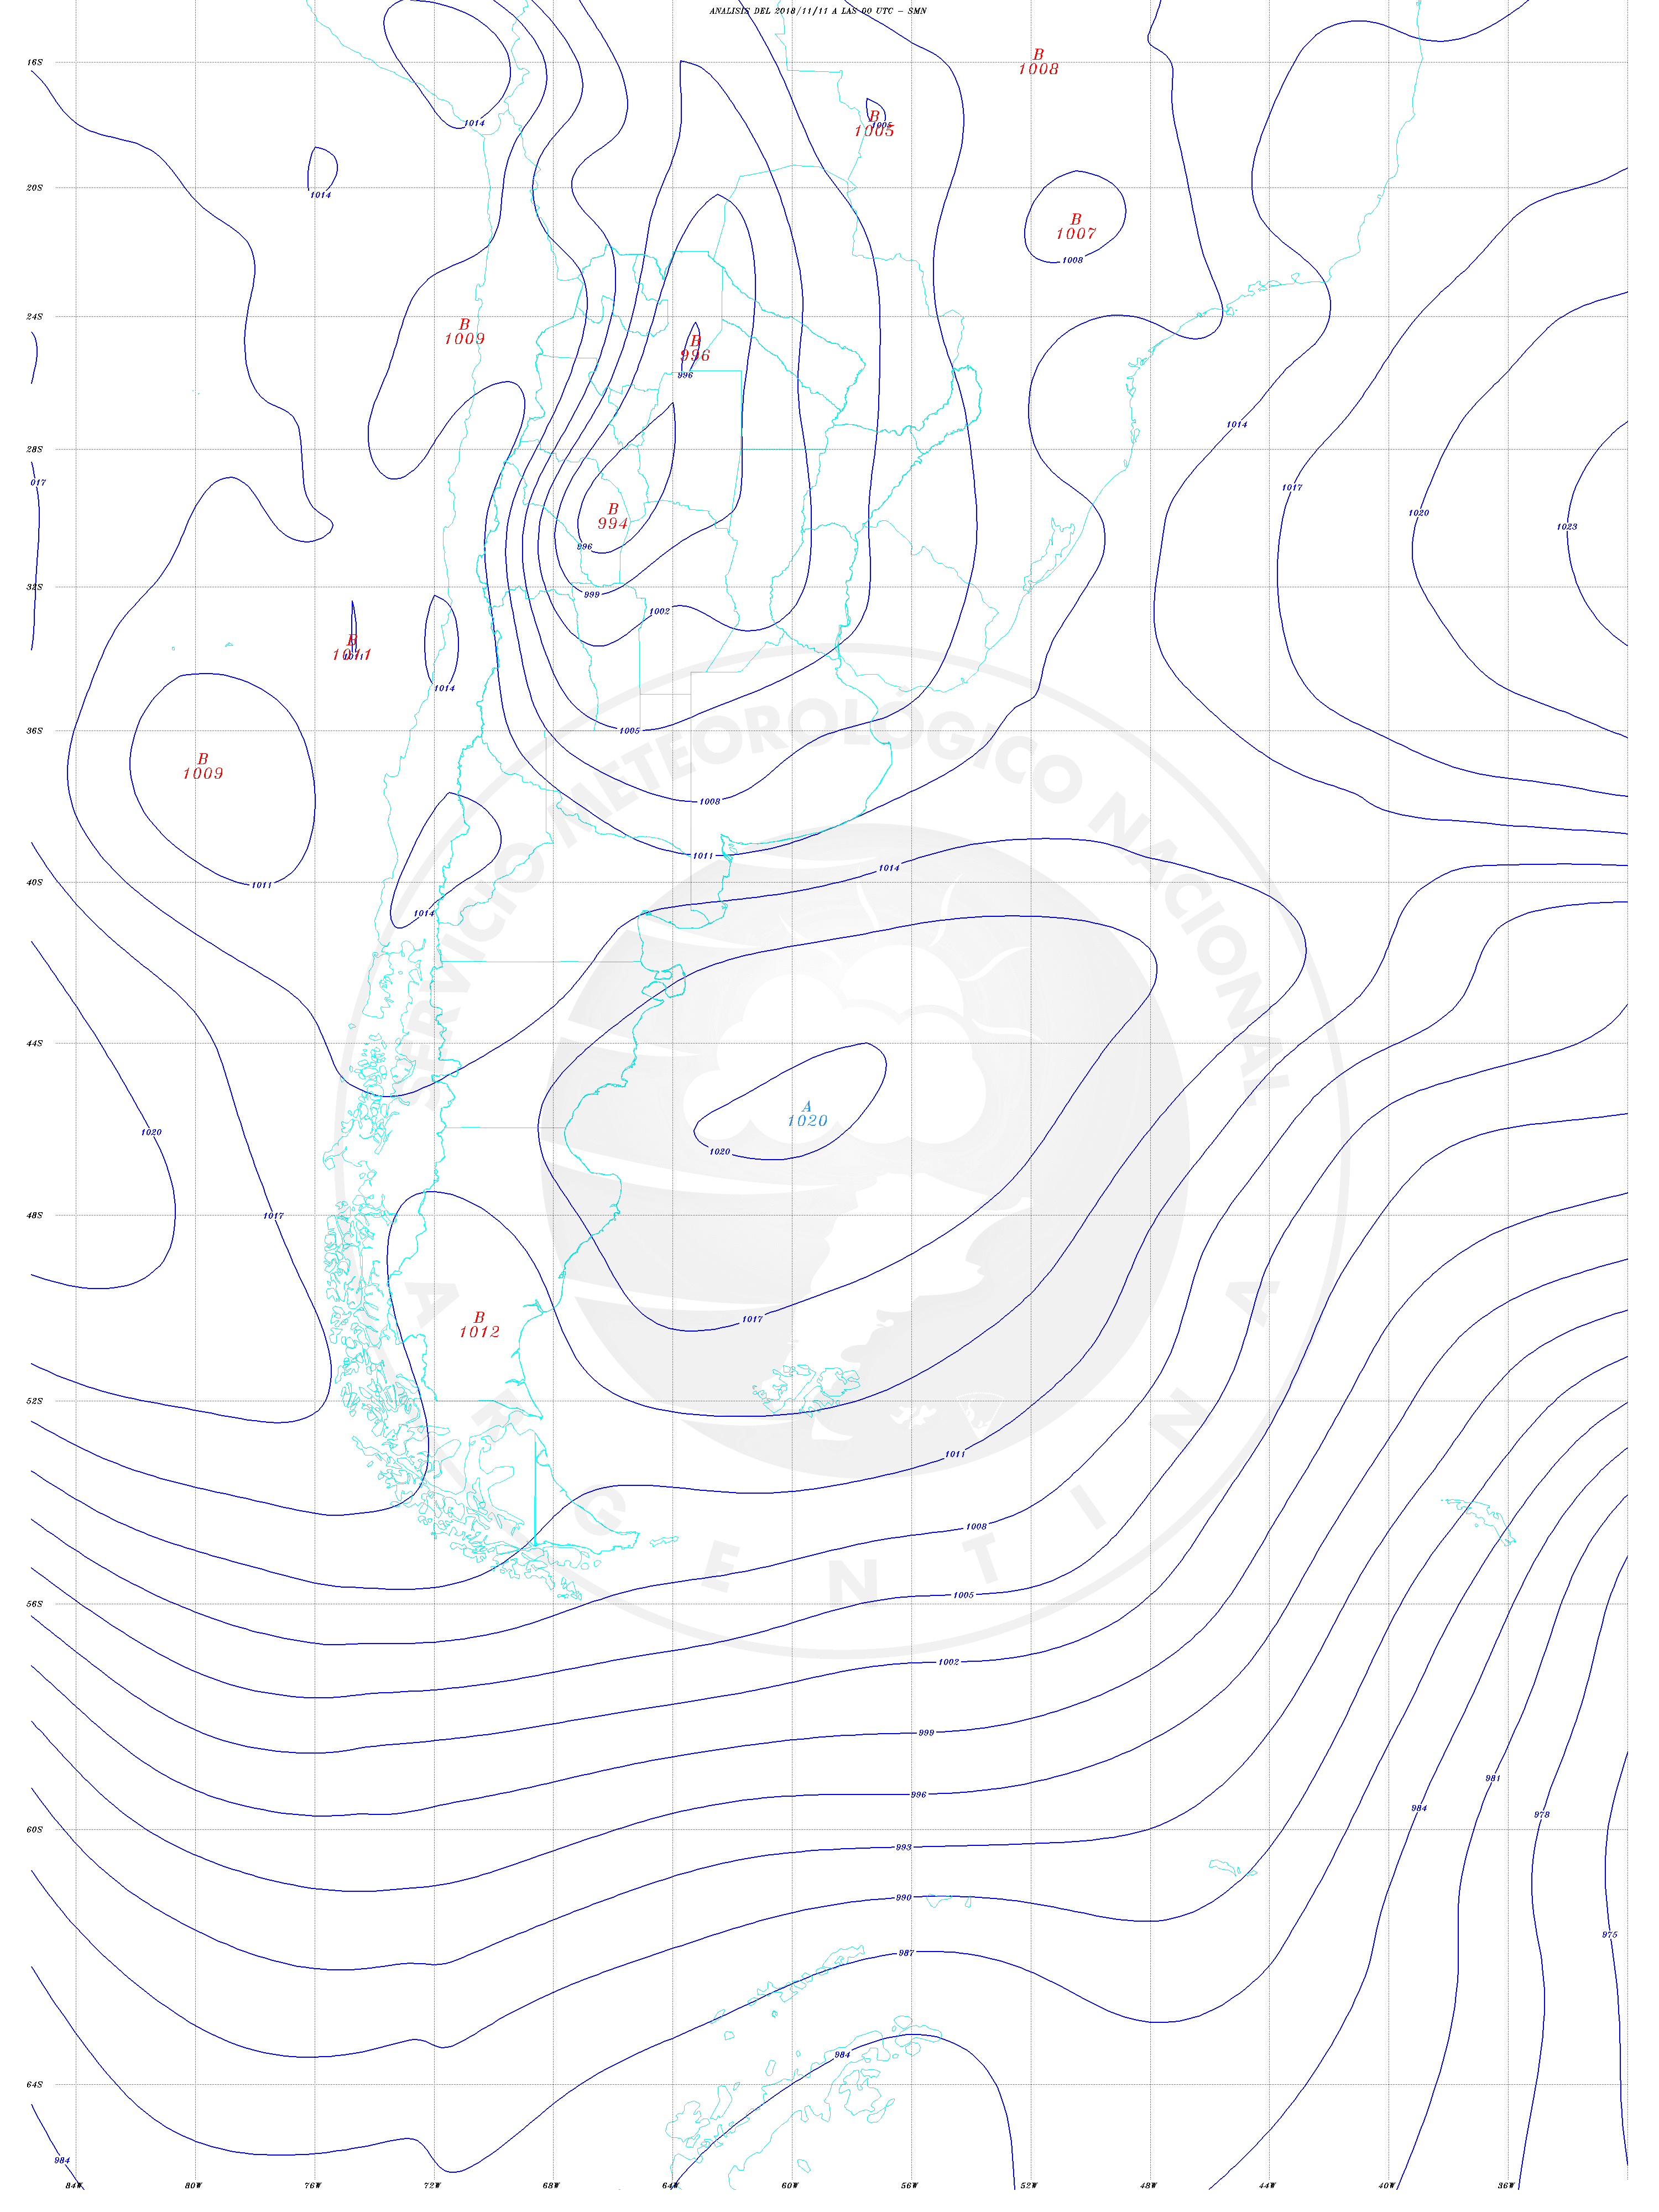 ANALISIS DEL 2018/11/11 A LAS 00 UTC - SMN
16S
B
1008
B
1005
1005
1014
20S
1014
B
1007
1008
24S
B
1009
B
996
996
1014
28S
017
1017
1020
1023
B
994
996
32S
999
1002
B
1011
1011
1014
36S
1005
B
1009
1008
1011
1014
40S
1011
1014
44S
A
1020
1020
1020
48S
1017
B
1012
1017
52S
1011
1008
56S
1005
1002
999
981
996
984
978
60S
993
990
975
987
984
64S
984
84W 80W 76W 72W 68W 64W 60W 56W 52W 48W 44W 40W 36W
SERVICIO METEOROLÓGICO NACIONAL
ARGENTINA